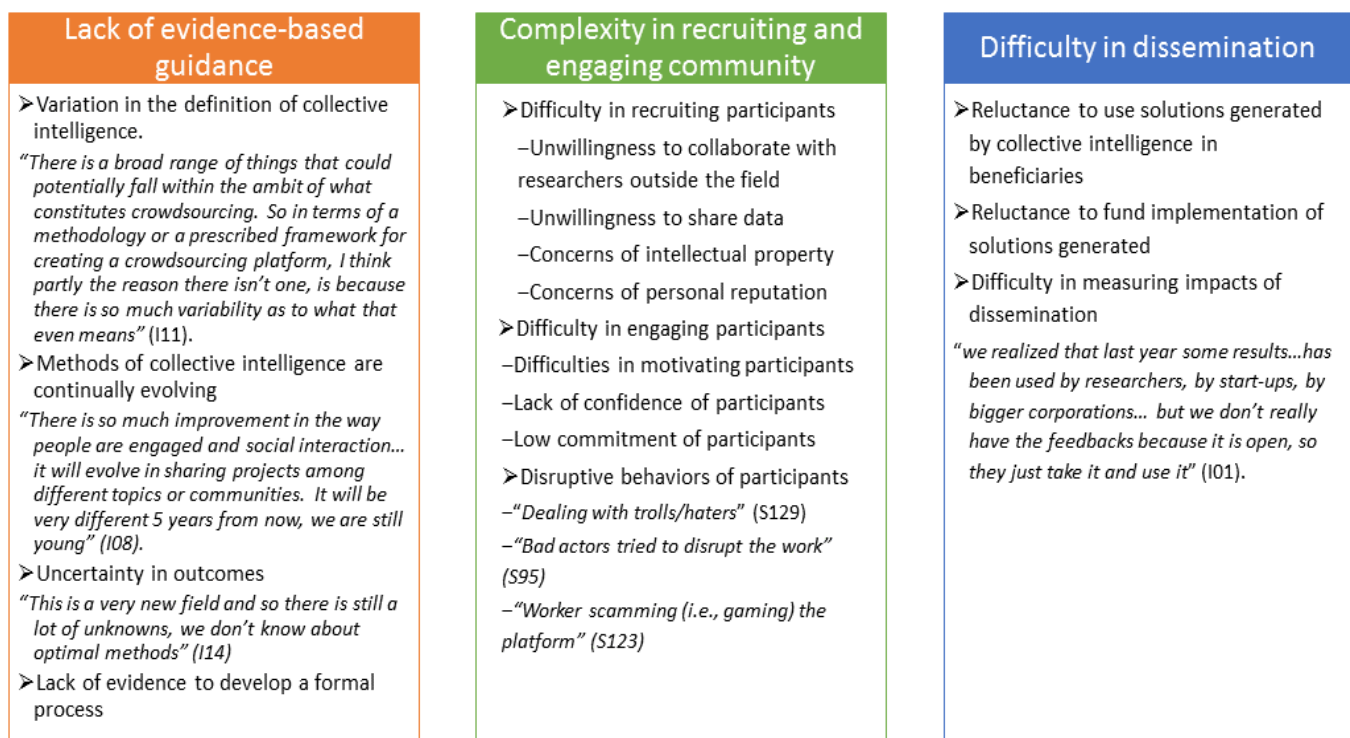 Lack of evidence-based
guidance
➢Variation in the definition of collective
intelligence.
“There is a broad range of things that could
potentially fall within the ambit of what
constitutes crowdsourcing. So in terms of a
methodology or a prescribed framework for
creating a crowdsourcing platform, I think
partly the reason there isn’t one, is because
there is so much variability as to what that
even means” (I11).
➢Methods of collective intelligence are
continually evolving
“There is so much improvement in the way
people are engaged and social interaction…
it will evolve in sharing projects among
different topics or communities. It will be
very different 5 years from now, we are still
young” (I08).
➢Uncertainty in outcomes
“This is a very new field and so there is still a
lot of unknowns, we don’t know about
optimal methods” (I14)
➢Lack of evidence to develop a formal
process
Complexity in recruiting and
engaging community
➢Difficulty in recruiting participants
–Unwillingness to collaborate with
researchers outside the field
–Unwillingness to share data
–Concerns of intellectual property
–Concerns of personal reputation
➢Difficulty in engaging participants
–Difficulties in motivating participants
–Lack of confidence of participants
–Low commitment of participants
➢Disruptive behaviors of participants
–“Dealing with trolls/haters” (S129)
–“Bad actors tried to disrupt the work”
(S95)
–“Worker scamming (i.e., gaming) the
platform” (S123)
Difficulty in dissemination
➢Reluctance to use solutions generated
by collective intelligence in
beneficiaries
➢Reluctance to fund implementation of
solutions generated
➢Difficulty in measuring impacts of
dissemination
“we realized that last year some results…has
been used by researchers, by start-ups, by
bigger corporations… but we don’t really
have the feedbacks because it is open, so
they just take it and use it” (I01).